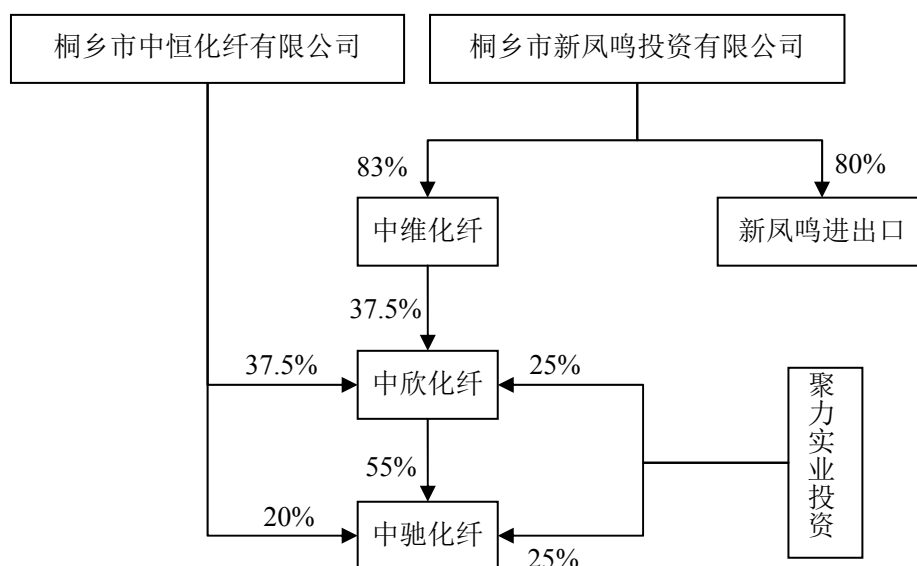 桐乡市中恒化纤有限公司
桐乡市新凤鸣投资有限公司
83%
80%
中维化纤
新凤鸣进出口
37.5%
37.5%
中欣化纤
25%
聚力实业投资
55%
20%
中驰化纤
25%